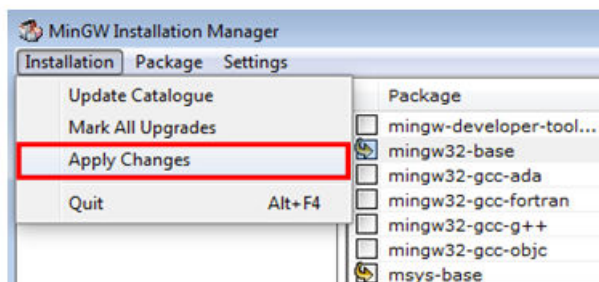 MinGW Installation Manager
Installation Package Settings
Update Catalogue
Mark All Upgrades
Apply Changes
Quit Alt+F4
Package
mingw-developer-tool...
mingw32-base
mingw32-gcc-ada
mingw32-gcc-fortran
mingw32-gcc-g++
mingw32-gcc-objc
msys-base